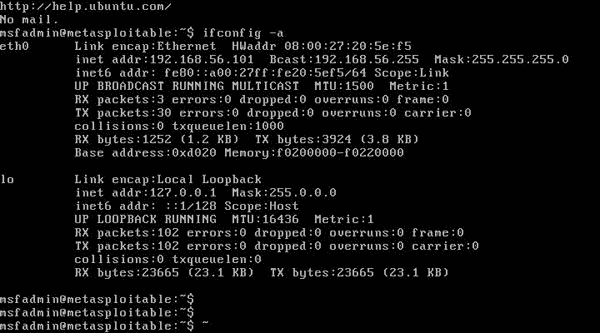 http://help.ubuntu.com/
No mail.
msfadmin@metasploitable:~$ ifconfig -a
eth0      Link encap:Ethernet  HWaddr 08:00:27:20:5e:f5
          inet addr:192.168.56.101  Bcast:192.168.56.255  Mask:255.255.255.0
          inet6 addr: fe80::a00:27ff:fe20:5ef5/64 Scope:Link
          UP BROADCAST RUNNING MULTICAST  MTU:1500  Metric:1
          RX packets:3 errors:0 dropped:0 overruns:0 frame:0
          TX packets:30 errors:0 dropped:0 overruns:0 carrier:0
          collisions:0 txqueuelen:1000
          RX bytes:1252 (1.2 KB)  TX bytes:3924 (3.8 KB)
          Base address:0xd020 Memory:f0200000-f0220000
lo        Link encap:Local Loopback
          inet addr:127.0.0.1  Mask:255.0.0.0
          inet6 addr: ::1/128 Scope:Host
          UP LOOPBACK RUNNING  MTU:16436  Metric:1
          RX packets:102 errors:0 dropped:0 overruns:0 frame:0
          TX packets:102 errors:0 dropped:0 overruns:0 carrier:0
          collisions:0 txqueuelen:0
          RX bytes:23665 (23.1 KB)  TX bytes:23665 (23.1 KB)
msfadmin@metasploitable:~$
msfadmin@metasploitable:~$
msfadmin@metasploitable:~$ ~